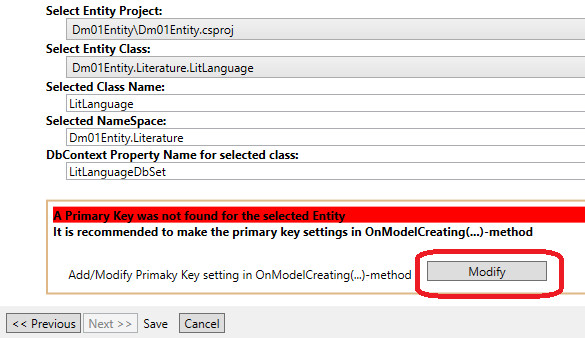 Select Entity Project:
Dm01Entity\Dm01Entity.csproj
Select Entity Class:
Dm01Entity.Literature.LitLanguage
Selected Class Name:
LitLanguage
Selected NameSpace:
Dm01Entity.Literature
DbContext Property Name for selected class:
LitLanguageDbSet
A Primary Key was not found for the selected Entity
It is recommended to make the primary key settings in OnModelCreating(...)-method
Add/Modify Primaky Key setting in OnModelCreating(...)-method Modify
<< Previous Next >> Save Cancel